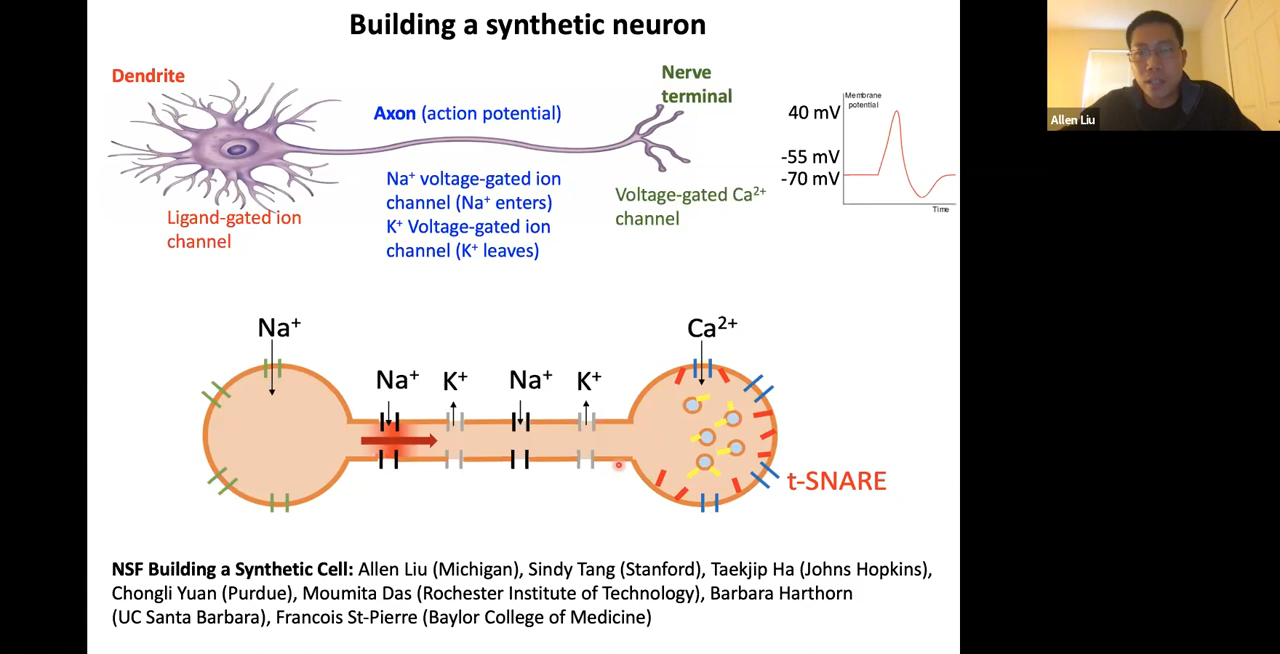 Building a synthetic neuron
Dendrite
Axon (action potential)
Nerve
terminal
Na⁺ voltage-gated ion
channel (Na⁺ enters)
K⁺ Voltage-gated ion
channel (K⁺ leaves)
Ligand-gated ion
channel
Voltage-gated Ca²⁺
channel
Membrane
potential
40 mV
-55 mV
-70 mV
Time
Allen Liu
Na⁺
Na⁺ K⁺ Na⁺ K⁺
Ca²⁺
t-SNARE
NSF Building a Synthetic Cell: Allen Liu (Michigan), Sindy Tang (Stanford), Taekjip Ha (Johns Hopkins),
Chongli Yuan (Purdue), Moumita Das (Rochester Institute of Technology), Barbara Harthorn
(UC Santa Barbara), Francois St-Pierre (Baylor College of Medicine)